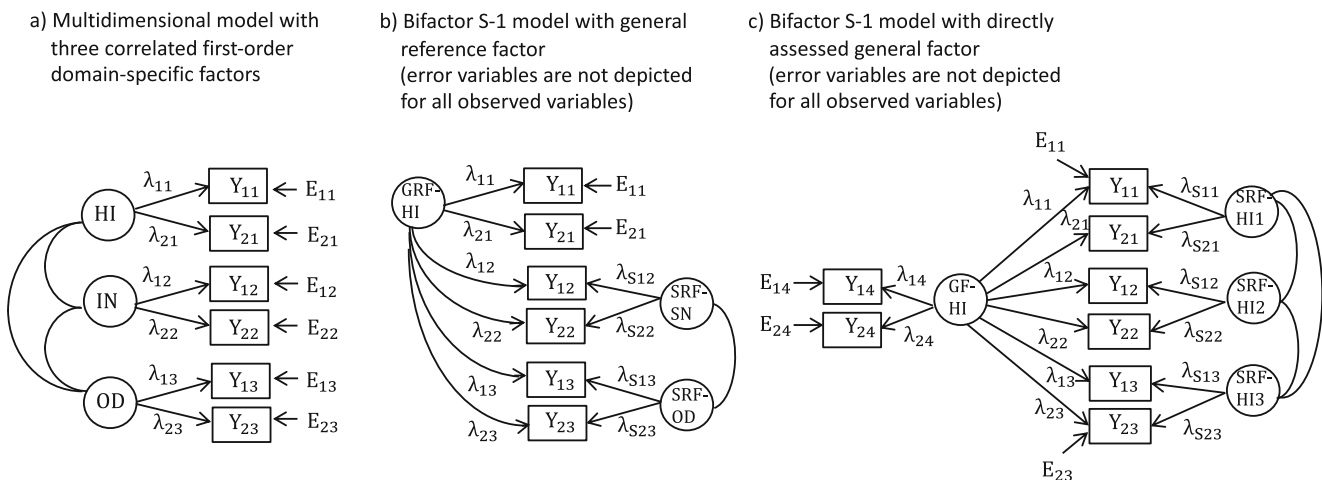 a) Multidimensional model with
three correlated first-order
domain-specific factors
HI
IN
OD
λ11
λ21
λ12
λ22
λ13
λ23
Y11
Y21
Y12
Y22
Y13
Y23
E11
E21
E12
E22
E13
E23
b) Bifactor S-1 model with general
reference factor
(error variables are not depicted
for all observed variables)
GRF-
HI
λ11
λ21
λ12
λ22
λ13
λ23
Y11
Y21
Y12
Y22
Y13
Y23
E11
E21
λS12
λS22
λS13
λS23
SRF-
SN
SRF-
OD
c) Bifactor S-1 model with directly
assessed general factor
(error variables are not depicted
for all observed variables)
E14
E24
Y14
Y24
λ14
λ24
GF-
HI
E11
λ11
λ21
λ12
λ22
λ13
λ23
E23
Y11
Y21
Y12
Y22
Y13
Y23
λS11
λS21
λS12
λS22
λS13
λS23
SRF-
HI1
SRF-
HI2
SRF-
HI3